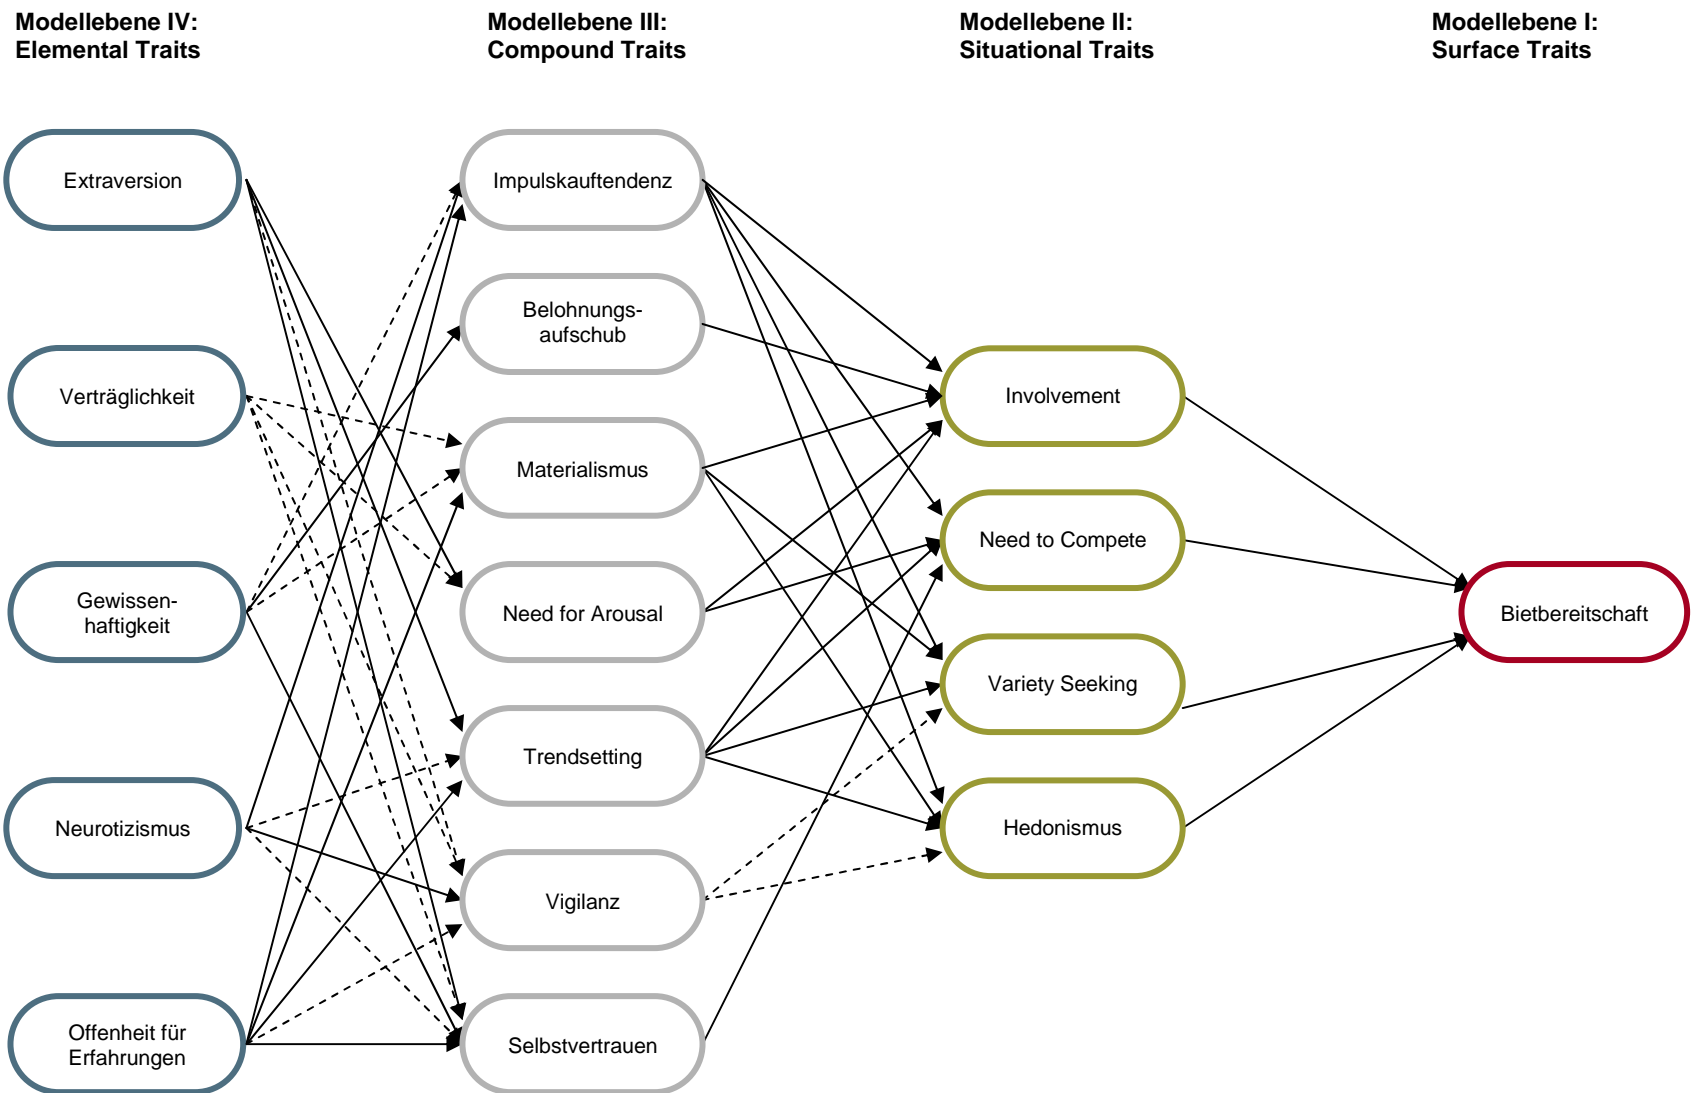 Modellebene IV:
Elemental Traits
Modellebene III:
Compound Traits
Modellebene II:
Situational Traits
Modellebene I:
Surface Traits
Extraversion
Verträglichkeit
Gewissen-
haftigkeit
Neurotizismus
Offenheit für
Erfahrungen
Impulskauftendenz
Belohnungs-
aufschub
Materialismus
Need for Arousal
Trendsetting
Vigilanz
Selbstvertrauen
Involvement
Need to Compete
Variety Seeking
Hedonismus
Bietbereitschaft